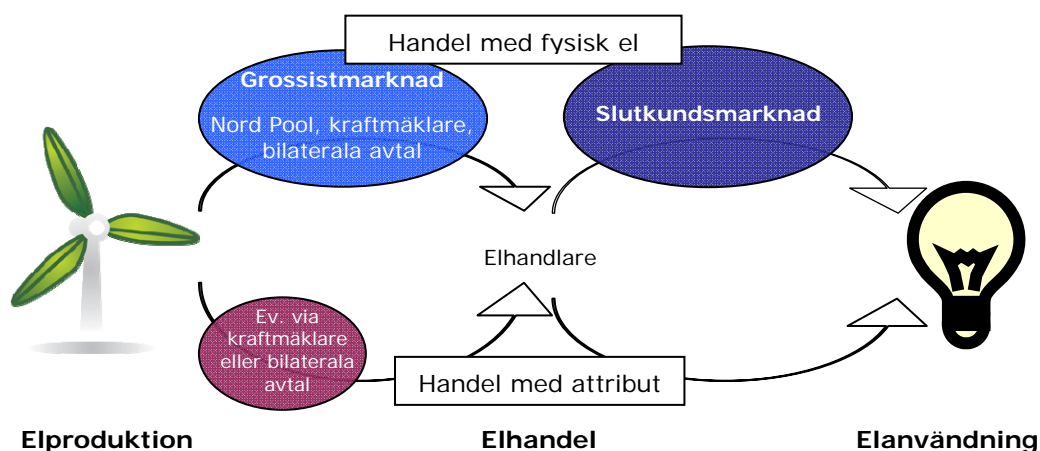 Handel med fysisk el
Grossistmarknad
Nord Pool, kraftmäklare,
bilaterala avtal
Slutkundsmarknad
Elhandlare
Ev. via
kraftmäklare
eller bilaterala
avtal
Handel med attribut
Elproduktion
Elhandel
Elanvändning